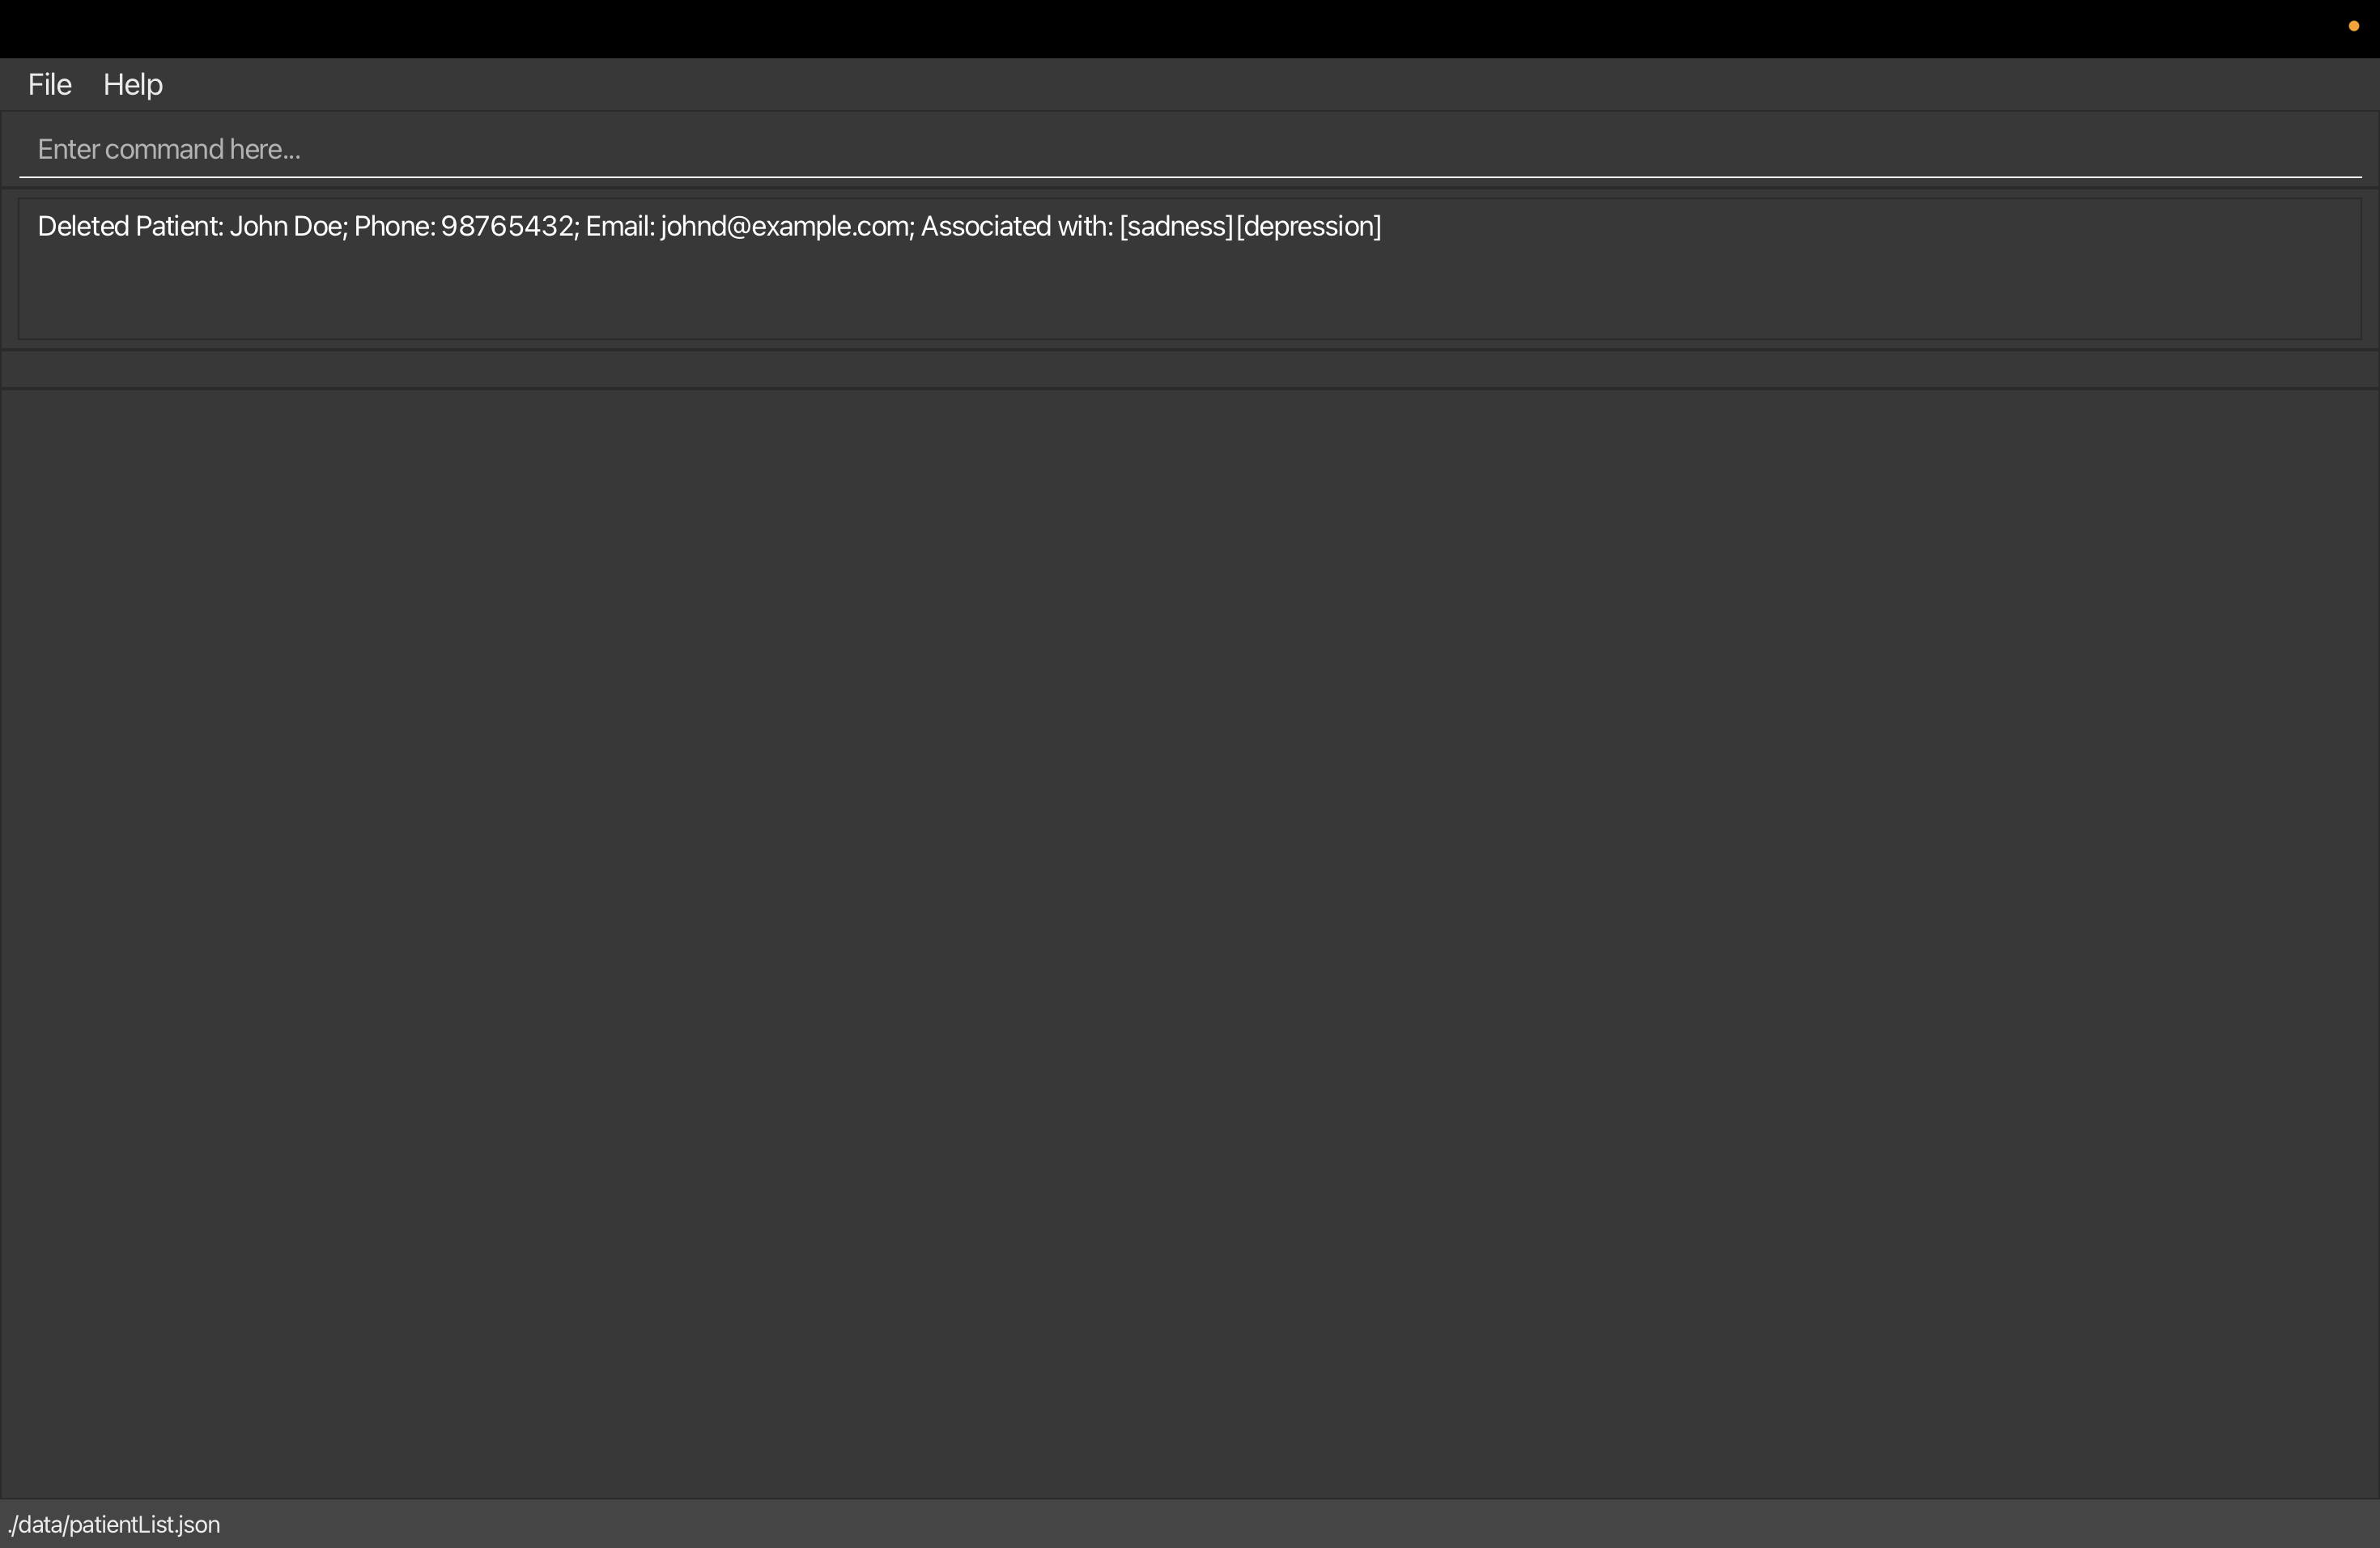 File Help
Enter command here...
Deleted Patient: John Doe; Phone: 98765432; Email: johnd@example.com; Associated with: [sadness][depression]
./data/patientList.json